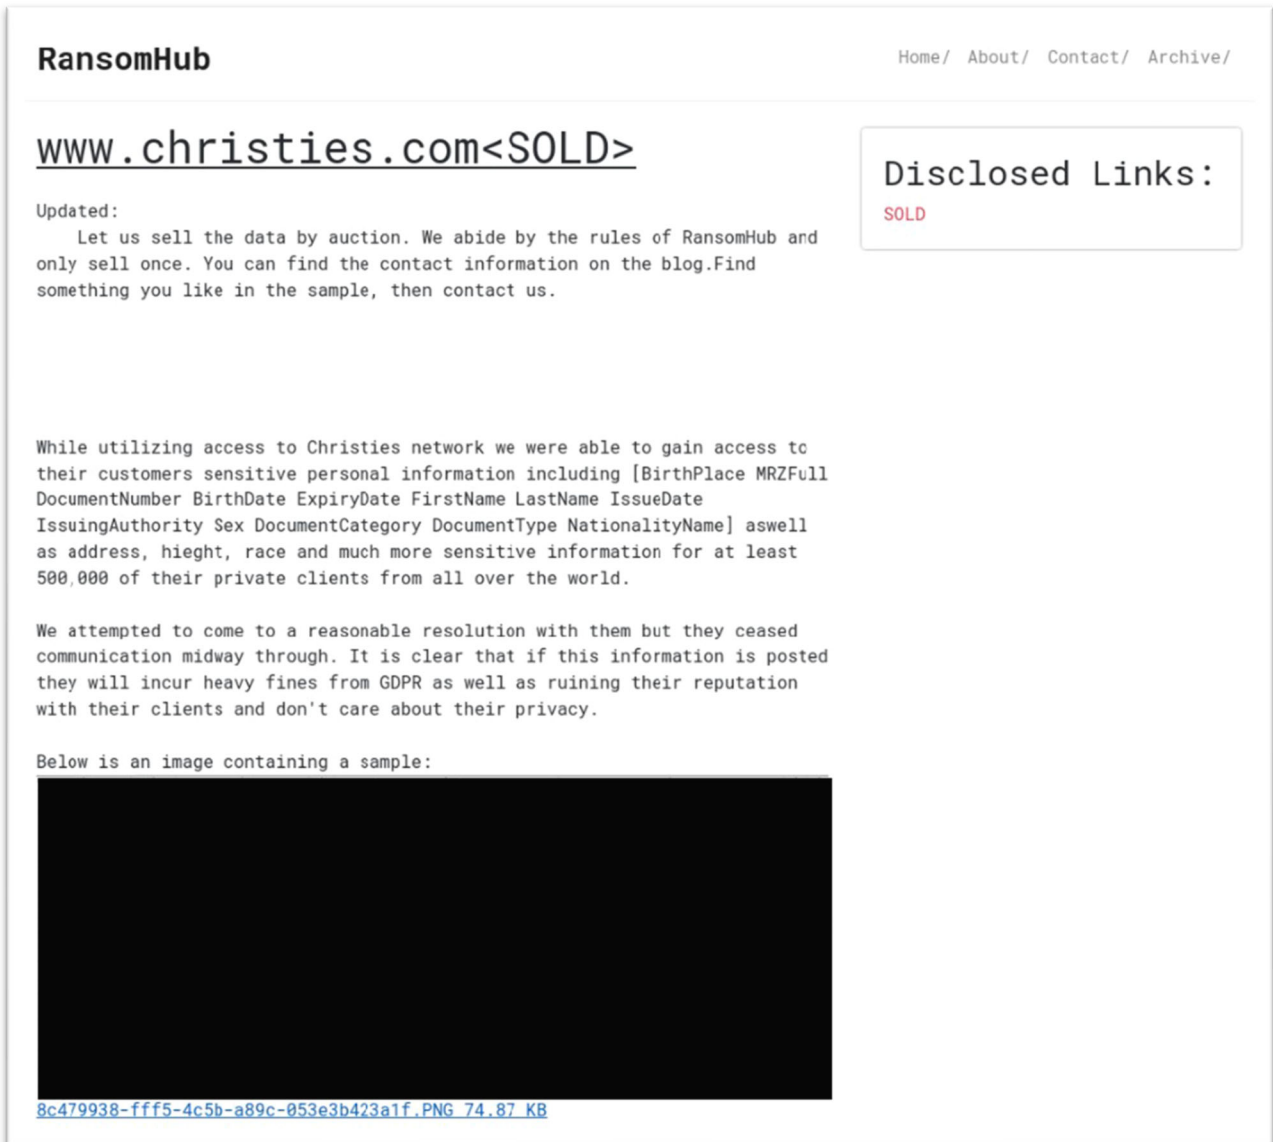 RansomHub
Home/ About/ Contact/ Archive/
www.christies.com<SOLD>
Updated:
Let us sell the data by auction. We abide by the rules of RansomHub and
only sell once. You can find the contact information on the blog.Find
something you like in the sample, then contact us.
While utilizing access to Christies network we were able to gain access to
their customers sensitive personal information including [BirthPlace MRZFull
DocumentNumber BirthDate ExpiryDate FirstName LastName IssueDate
IssuingAuthority Sex DocumentCategory DocumentType NationalityName] aswell
as address, hieght, race and much more sensitive information for at least
500,000 of their private clients from all over the world.
We attempted to come to a reasonable resolution with them but they ceased
communication midway through. It is clear that if this information is posted
they will incur heavy fines from GDPR as well as ruining their reputation
with their clients and don't care about their privacy.
Below is an image containing a sample:
8c479938-fff5-4c5b-a89c-053e3b423a1f.PNG 74.87 KB
Disclosed Links:
SOLD